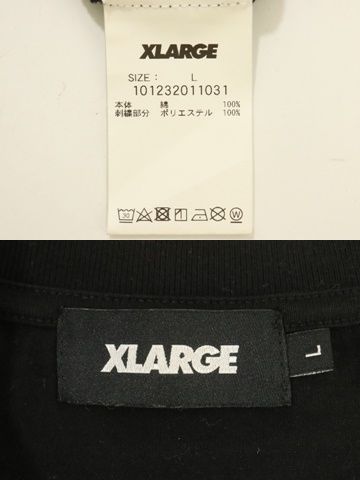 XLARGE
SIZE : L
101232011031
本体 綿 100%
刺繍部分 ポリエステル 100%
30 W
XLARGE
L